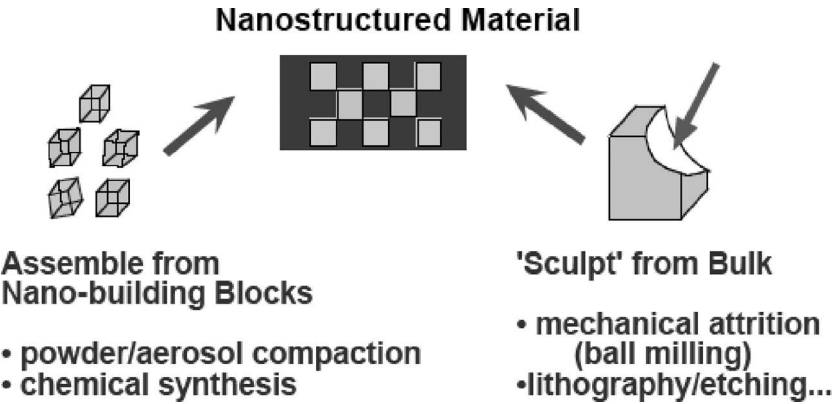 Nanostructured Material
Assemble from
Nano-building Blocks
• powder/aerosol compaction
• chemical synthesis
'Sculpt' from Bulk
• mechanical attrition
(ball milling)
•lithography/etching...